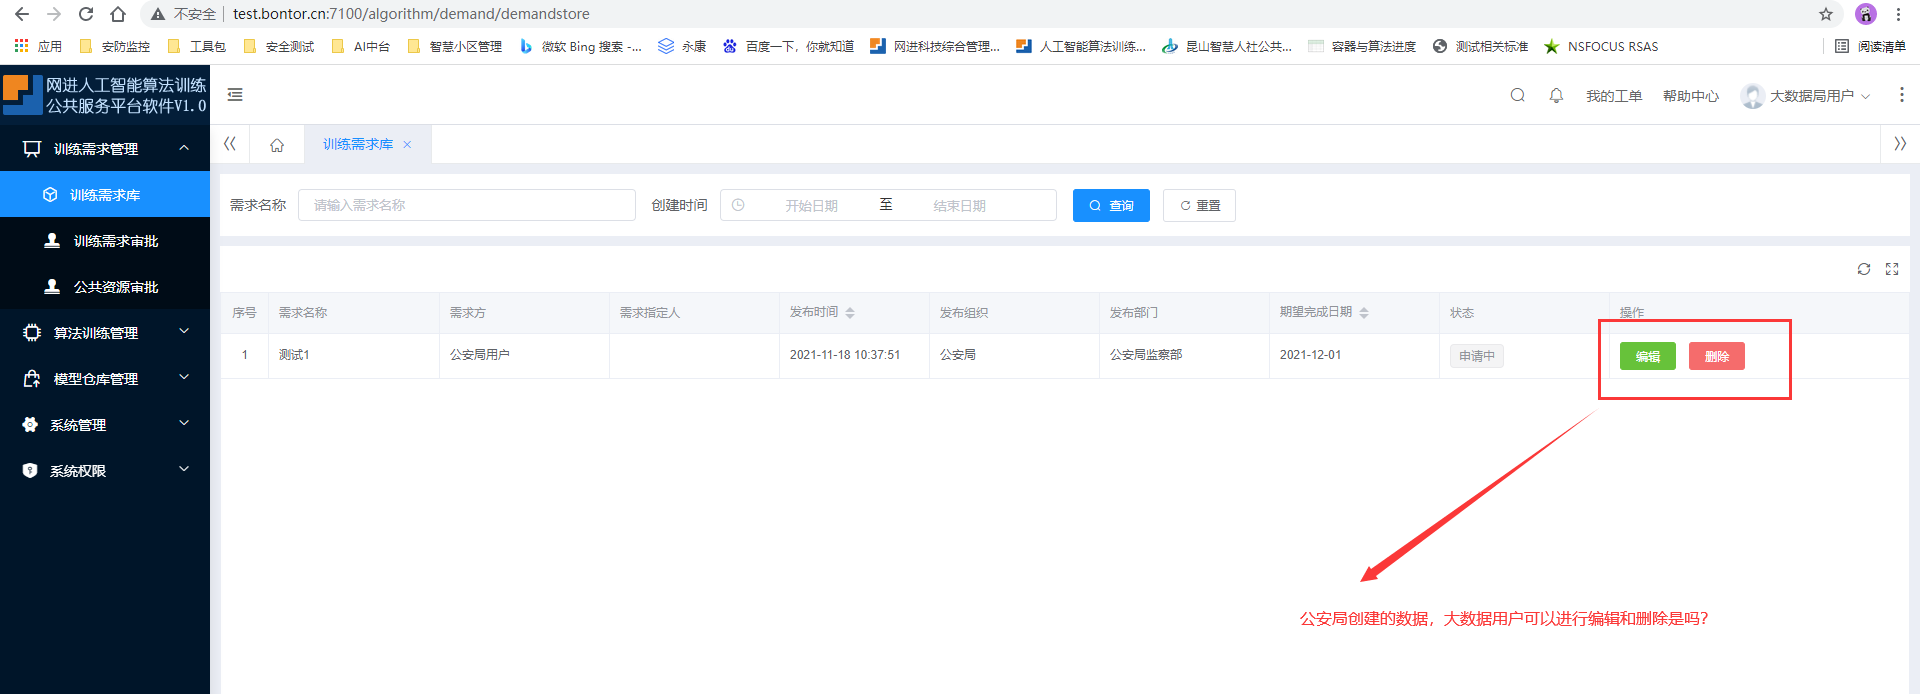 不安全 test.bontor.cn:7100/algorithm/demand/demandstore
应用 安防监控 工具包 安全测试 AI中台 智慧小区管理 微软 Bing 搜索 -... 永康 百度一下，你就知道 网进科技综合管理... 人工智能算法训练... 昆山智慧人社公共... 容器与算法进度 测试相关标准 NSFOCUS RSAS 阅读清单
网进人工智能算法训练
公共服务平台软件V1.0
我的工单 帮助中心 大数据局用户
训练需求管理
训练需求库
训练需求审批
公共资源审批
算法训练管理
模型仓库管理
系统管理
系统权限
训练需求库
需求名称 请输入需求名称 创建时间 开始日期 至 结束日期 查询 重置
序号 需求名称 需求方 需求指定人 发布时间 发布组织 发布部门 期望完成日期 状态 操作
1 测试1 公安局用户 2021-11-18 10:37:51 公安局 公安局监察部 2021-12-01 申请中 编辑 删除
公安局创建的数据，大数据用户可以进行编辑和删除是吗？